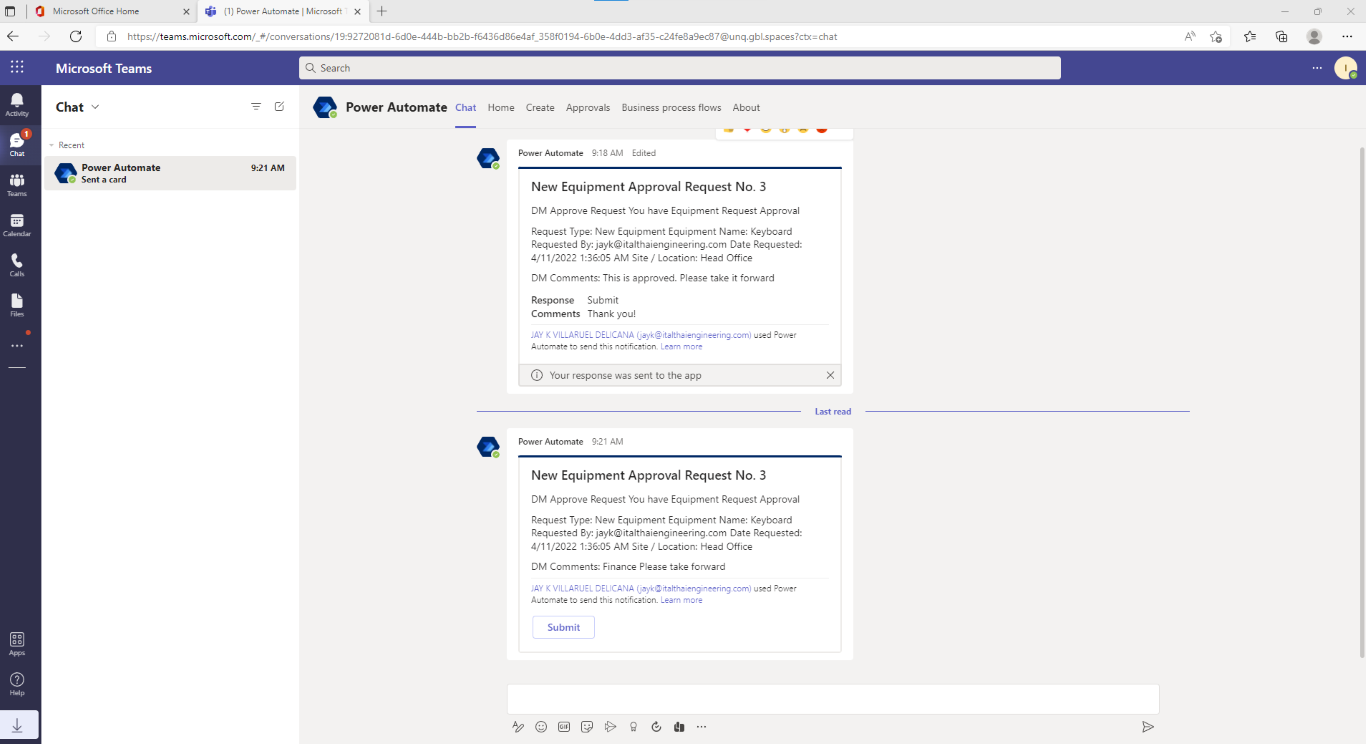 Microsoft Office Home
(1) Power Automate | Microsoft T
https://teams.microsoft.com/_#/conversations/19:9272081d-6d0e-444b-bb2b-f6436d86e4af_358f0194-6b0e-4dd3-af35-c24fe8a9ec87@unq.gbl.spaces?ctx=chat
Microsoft Teams
Search
I
Activity
1
Chat
Teams
Calendar
Calls
Files
Apps
Help
Chat
Recent
Power Automate 9:21 AM
Sent a card
Power Automate Chat Home Create Approvals Business process flows About
Power Automate 9:18 AM Edited
New Equipment Approval Request No. 3
DM Approve Request You have Equipment Request Approval
Request Type: New Equipment Equipment Name: Keyboard
Requested By: jayk@italthaiengineering.com Date Requested:
4/11/2022 1:36:05 AM Site / Location: Head Office
DM Comments: This is approved. Please take it forward
Response Submit
Comments Thank you!
JAY K VILLARUEL DELICANA (jayk@italthaiengineering.com) used Power
Automate to send this notification. Learn more
Your response was sent to the app
Last read
Power Automate 9:21 AM
New Equipment Approval Request No. 3
DM Approve Request You have Equipment Request Approval
Request Type: New Equipment Equipment Name: Keyboard
Requested By: jayk@italthaiengineering.com Date Requested:
4/11/2022 1:36:05 AM Site / Location: Head Office
DM Comments: Finance Please take forward
JAY K VILLARUEL DELICANA (jayk@italthaiengineering.com) used Power
Automate to send this notification. Learn more
Submit
GIF